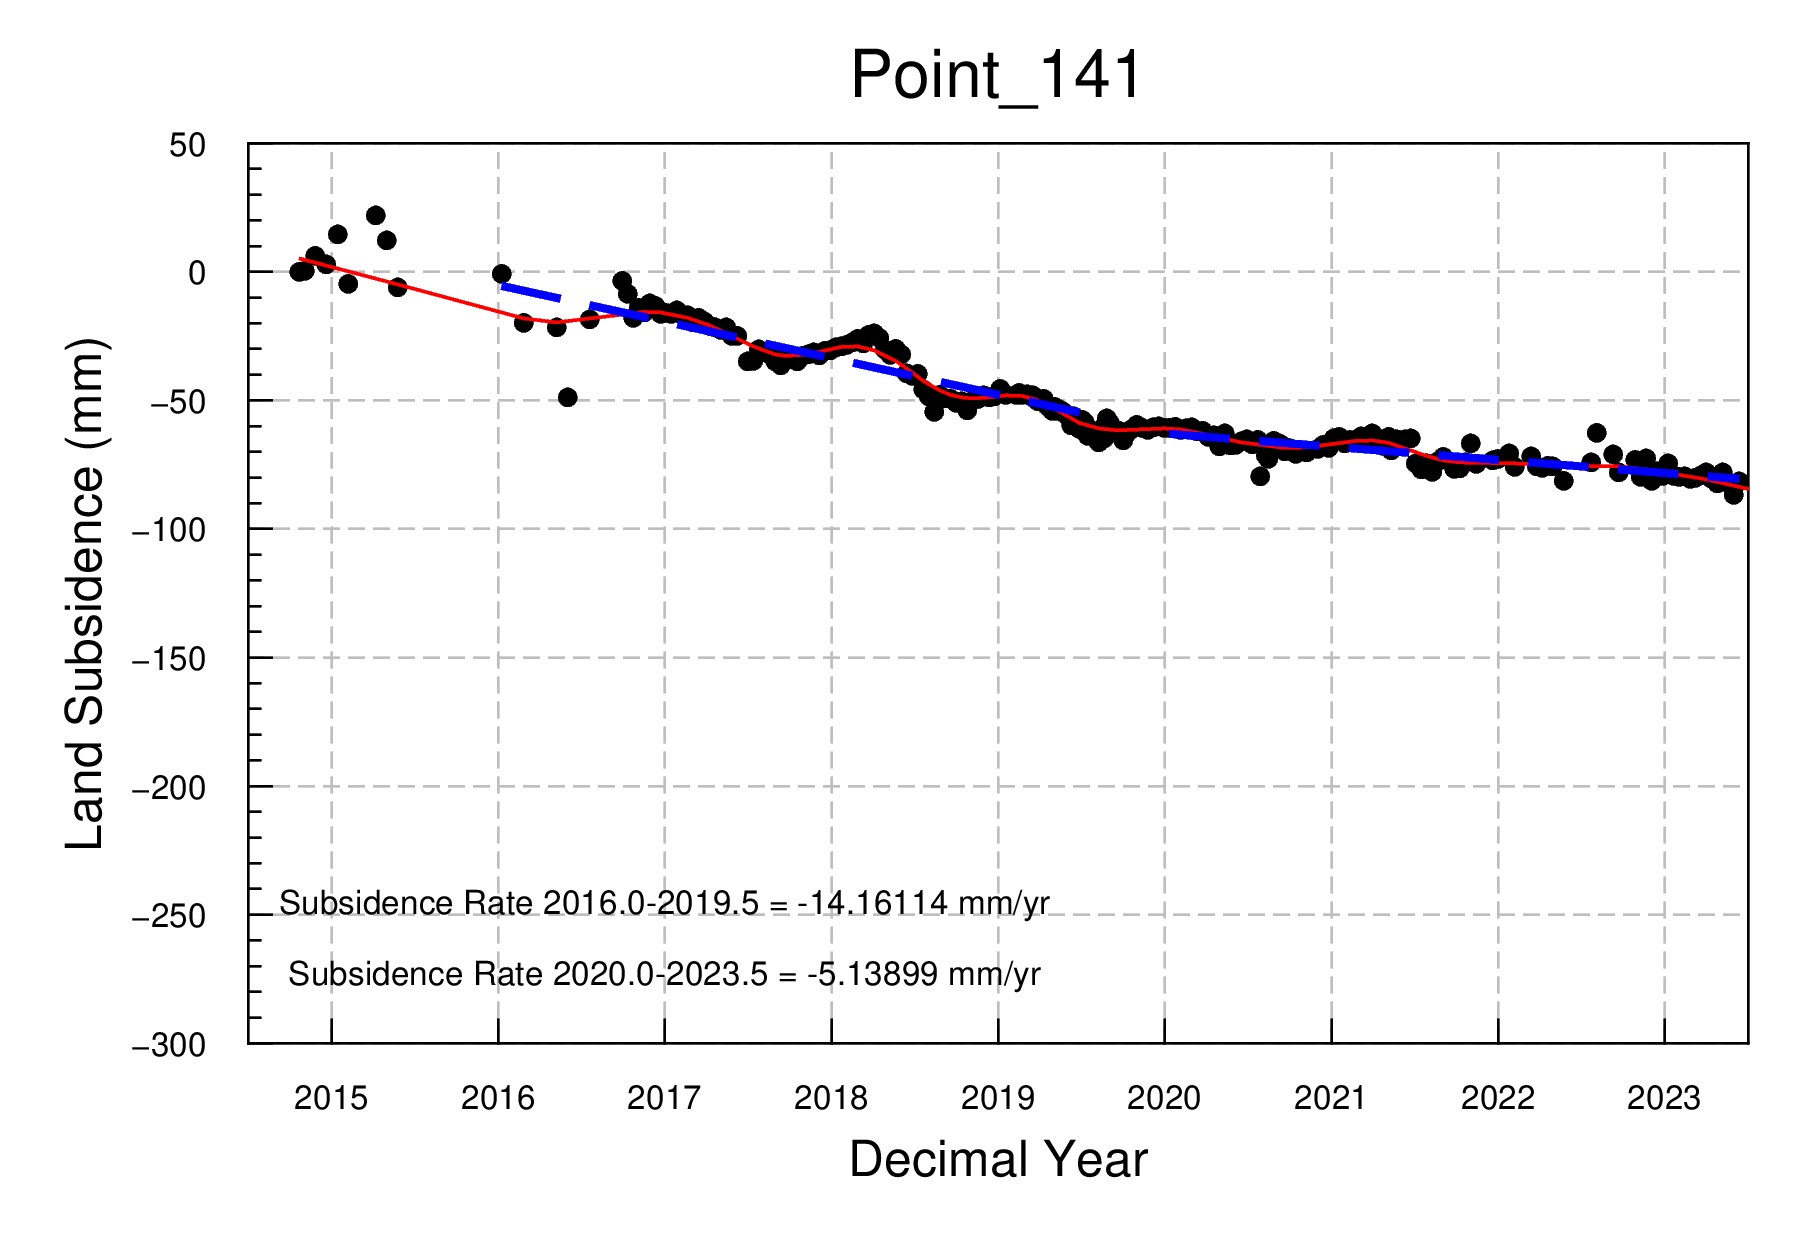 Point_141
50
0
−50
−100
−150
−200
−250
−300
Land Subsidence (mm)
Subsidence Rate 2016.0-2019.5 = -14.16114 mm/yr
Subsidence Rate 2020.0-2023.5 = -5.13899 mm/yr
2015 2016 2017 2018 2019 2020 2021 2022 2023
Decimal Year